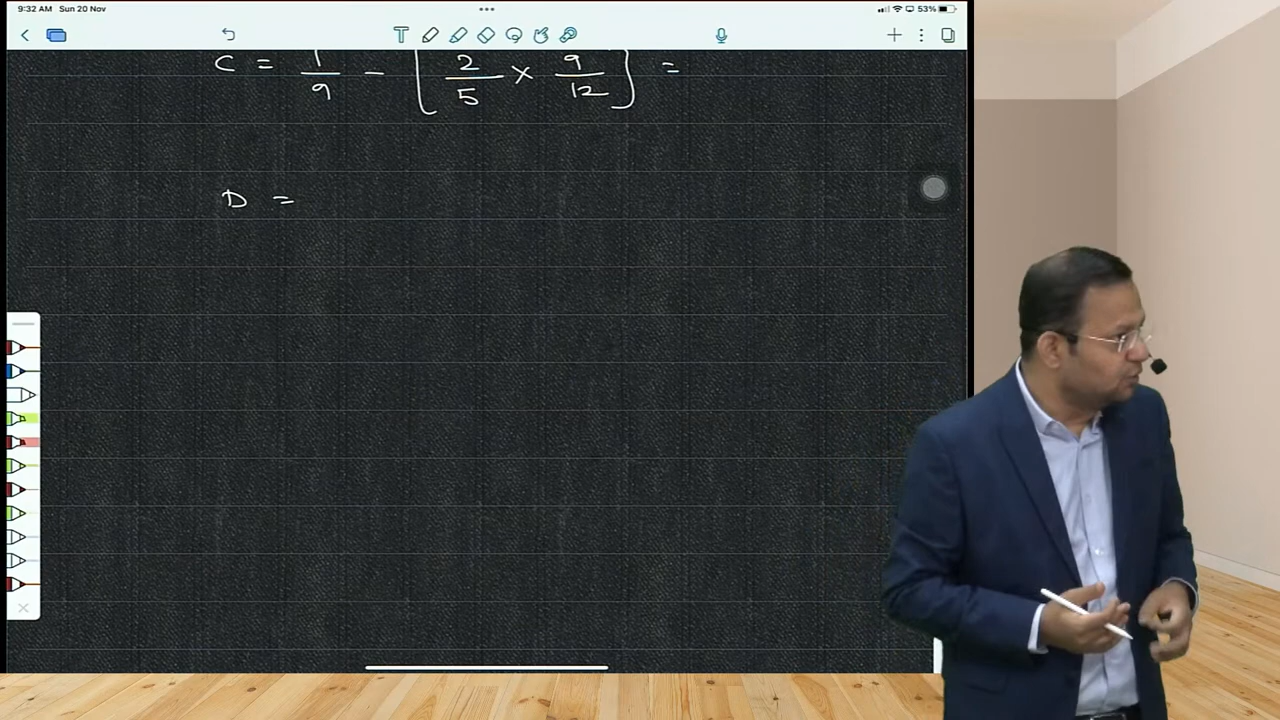 9:32 AM Sun 20 Nov
53%
T
C = 1/9 - [2/5 × 9/12] =
D =